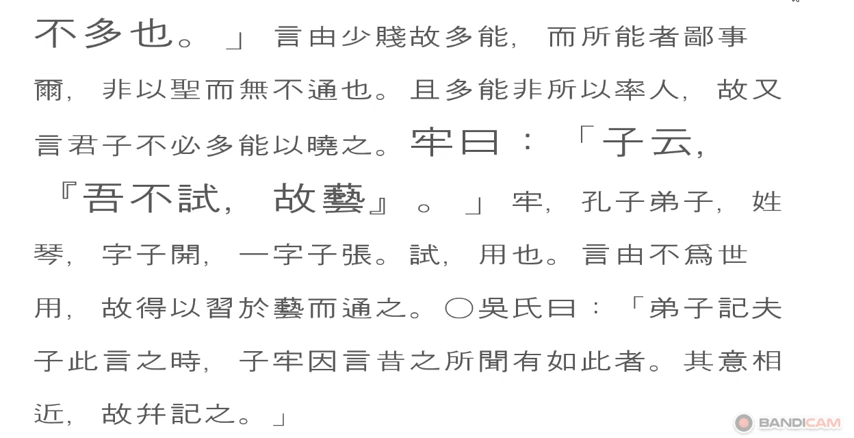 不多也。」言由少賤故多能，而所能者鄙事
爾，非以聖而無不通也。且多能非所以率人，故又
言君子不必多能以曉之。牢曰：「子云，
『吾不試，故藝』。」牢，孔子弟子，姓
琴，字子開，一字子張。試，用也。言由不爲世
用，故得以習於藝而通之。○吳氏曰：「弟子記夫
子此言之時，子牢因言昔之所聞有如此者。其意相
近，故幷記之。」
BANDICAM